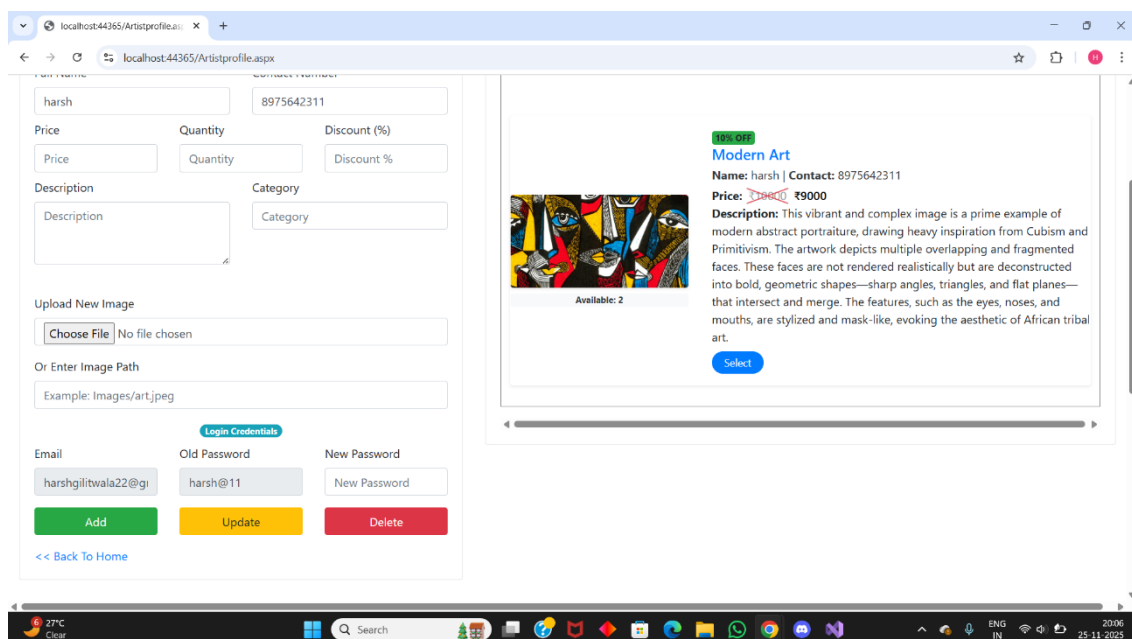 localhost:44365/Artistprofile.as
localhost:44365/Artistprofile.aspx
H
Full Name
Contact Number
harsh
8975642311
Price
Quantity
Discount (%)
Price
Quantity
Discount %
Description
Category
Description
Category
Upload New Image
Choose File No file chosen
Or Enter Image Path
Example: Images/art.jpeg
Login Credentials
Email
Old Password
New Password
harshgilitwala22@g
harsh@11
New Password
Add
Update
Delete
<< Back To Home
10% OFF
Modern Art
Name: harsh | Contact: 8975642311
Price: ₹10000 ₹9000
Description: This vibrant and complex image is a prime example of
modern abstract portraiture, drawing heavy inspiration from Cubism and
Primitivism. The artwork depicts multiple overlapping and fragmented
faces. These faces are not rendered realistically but are deconstructed
into bold, geometric shapes—sharp angles, triangles, and flat planes—
that intersect and merge. The features, such as the eyes, noses, and
mouths, are stylized and mask-like, evoking the aesthetic of African tribal
art.
Available: 2
Select
6
27°C
Clear
Search
ENG
IN
20:06
25-11-2025